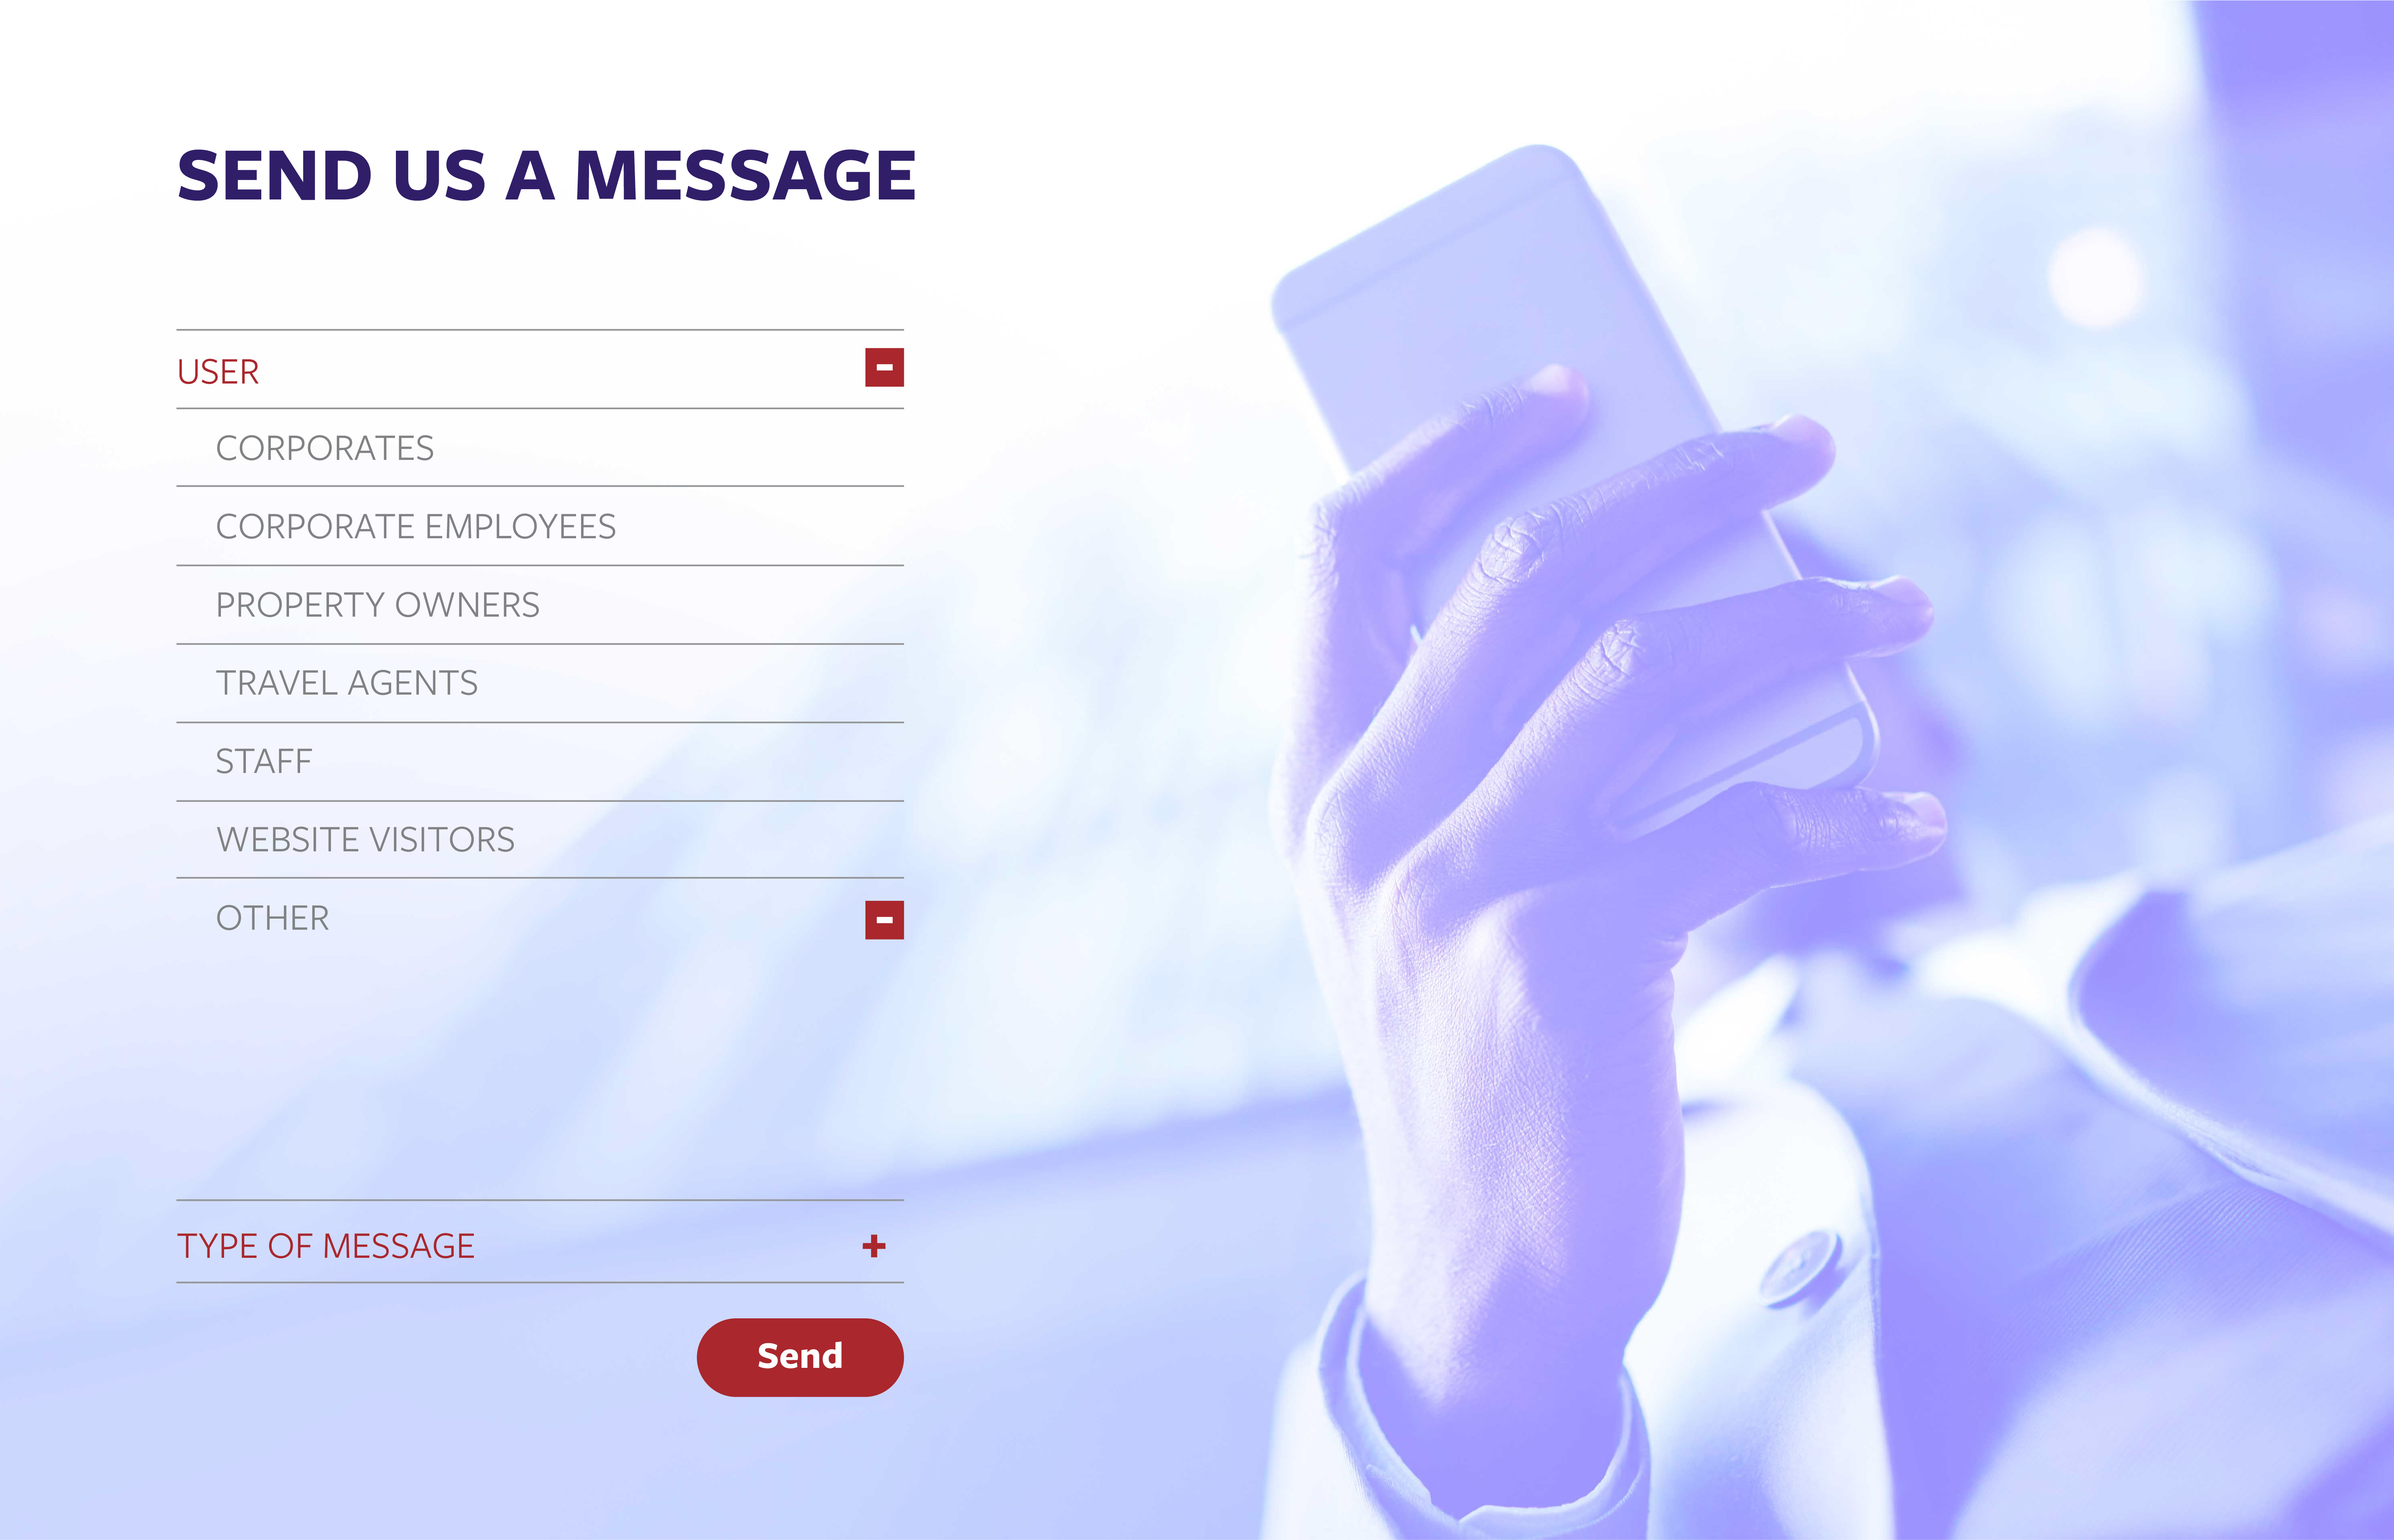 SEND US A MESSAGE
USER -
CORPORATES
CORPORATE EMPLOYEES
PROPERTY OWNERS
TRAVEL AGENTS
STAFF
WEBSITE VISITORS
OTHER -
TYPE OF MESSAGE +
Send